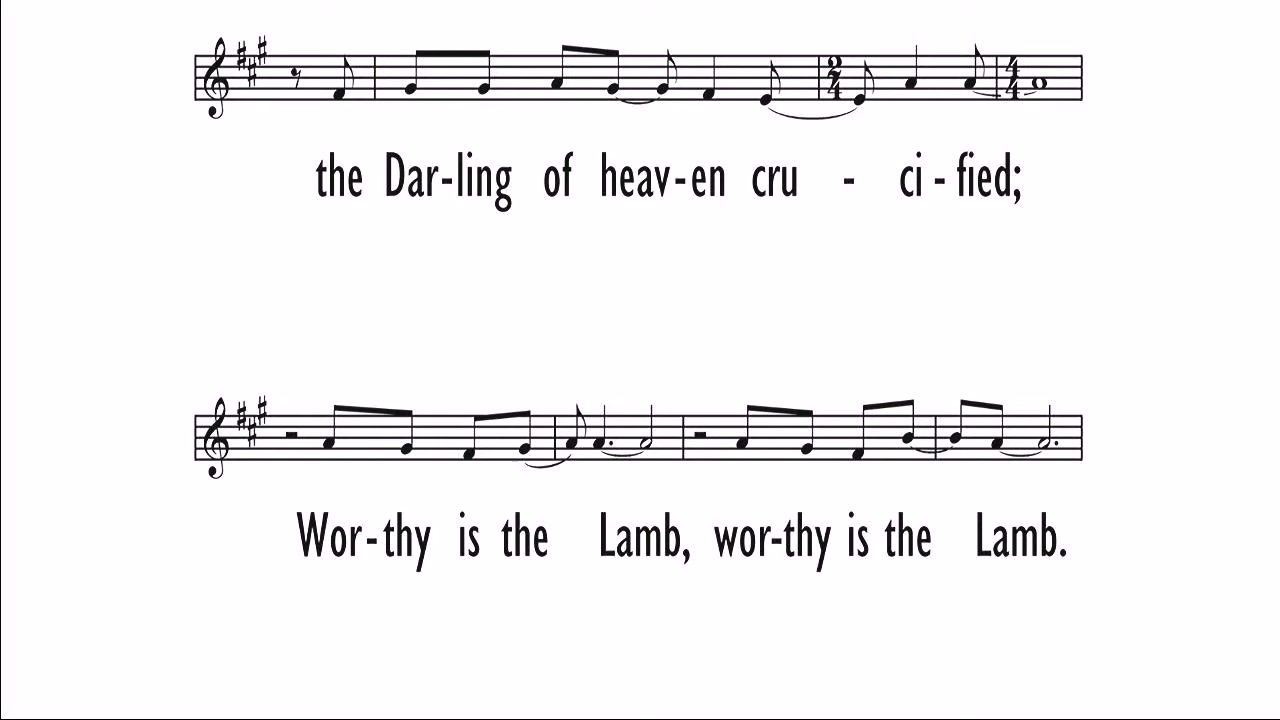 the Dar-ling of heav-en cru - ci - fied;
Wor-thy is the Lamb, wor-thy is the Lamb.